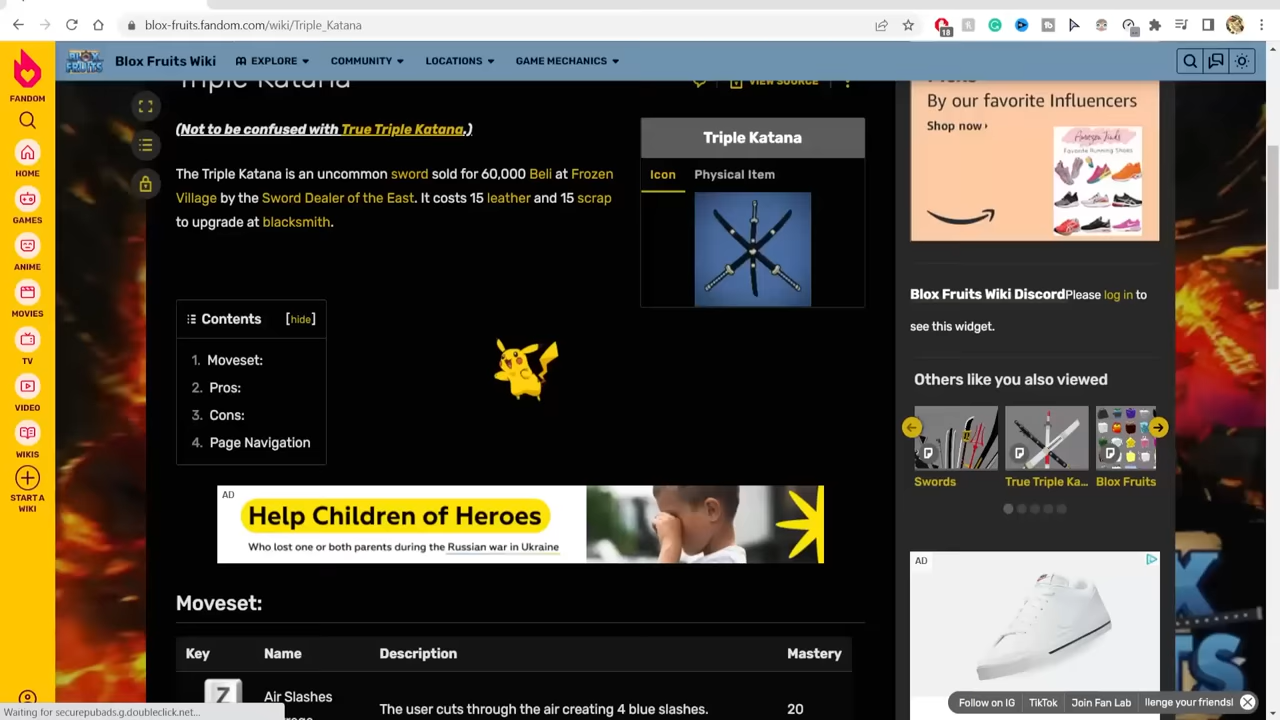 blox-fruits.fandom.com/wiki/Triple_Katana
18
FANDOM
HOME
GAMES
ANIME
MOVIES
TV
VIDEO
WIKIS
START A
WIKI
Blox Fruits Wiki
EXPLORE
COMMUNITY
LOCATIONS
GAME MECHANICS
Triple Katana
VIEW SOURCE
(Not to be confused with True Triple Katana.)
The Triple Katana is an uncommon sword sold for 60,000 Beli at Frozen
Village by the Sword Dealer of the East. It costs 15 leather and 15 scrap
to upgrade at blacksmith.
Triple Katana
Icon
Physical Item
Contents [hide]
1. Moveset:
2. Pros:
3. Cons:
4. Page Navigation
AD
Help Children of Heroes
Who lost one or both parents during the Russian war in Ukraine
Moveset:
Key Name Description Mastery
Z
Air Slashes
The user cuts through the air creating 4 blue slashes.
20
By our favorite Influencers
Shop now ›
Blox Fruits Wiki DiscordPlease log in to
see this widget.
Others like you also viewed
Swords
True Triple Ka...
Blox Fruits
AD
Follow on IG
TikTok
Join Fan Lab
llenge your friends!
Waiting for securepubads.g.doubleclick.net...